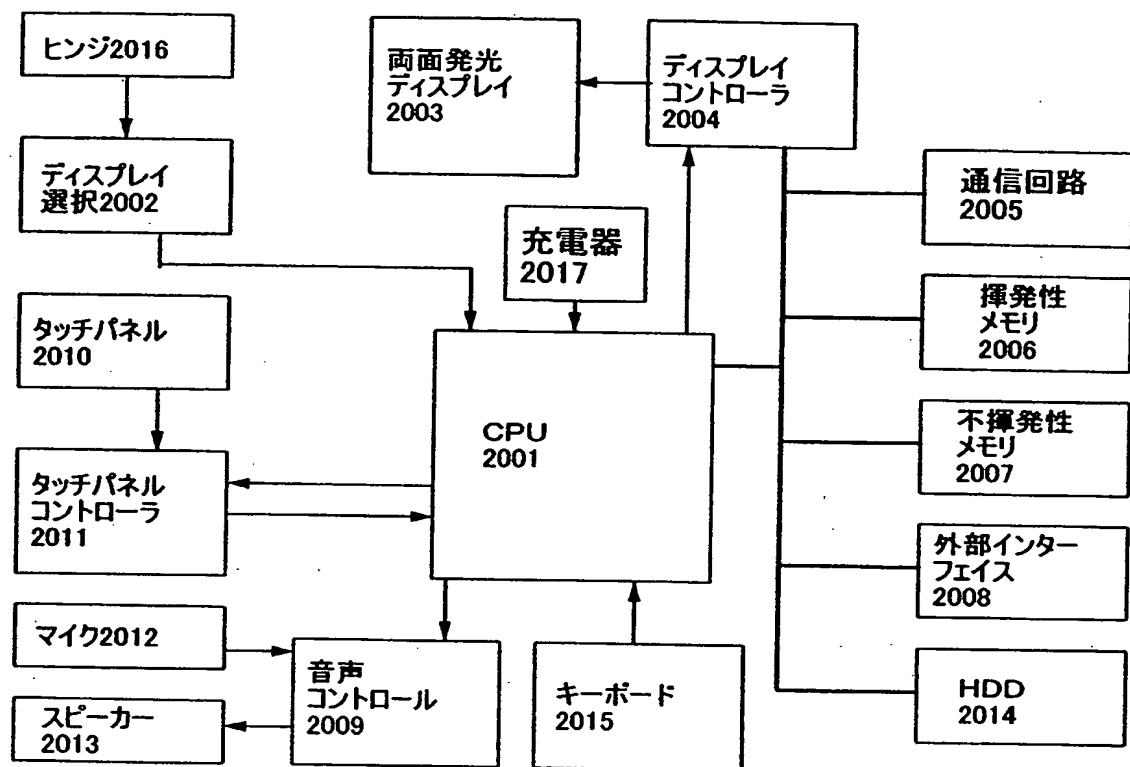 ヒンジ2016
両面発光
ディスプレイ
2003
ディスプレイ
コントローラ
2004
ディスプレイ
選択2002
通信回路
2005
充電器
2017
揮発性
メモリ
2006
タッチパネル
2010
CPU
2001
不揮発性
メモリ
2007
タッチパネル
コントローラ
2011
外部インター
フェイス
2008
マイク2012
音声
コントロール
2009
キーボード
2015
HDD
2014
スピーカー
2013